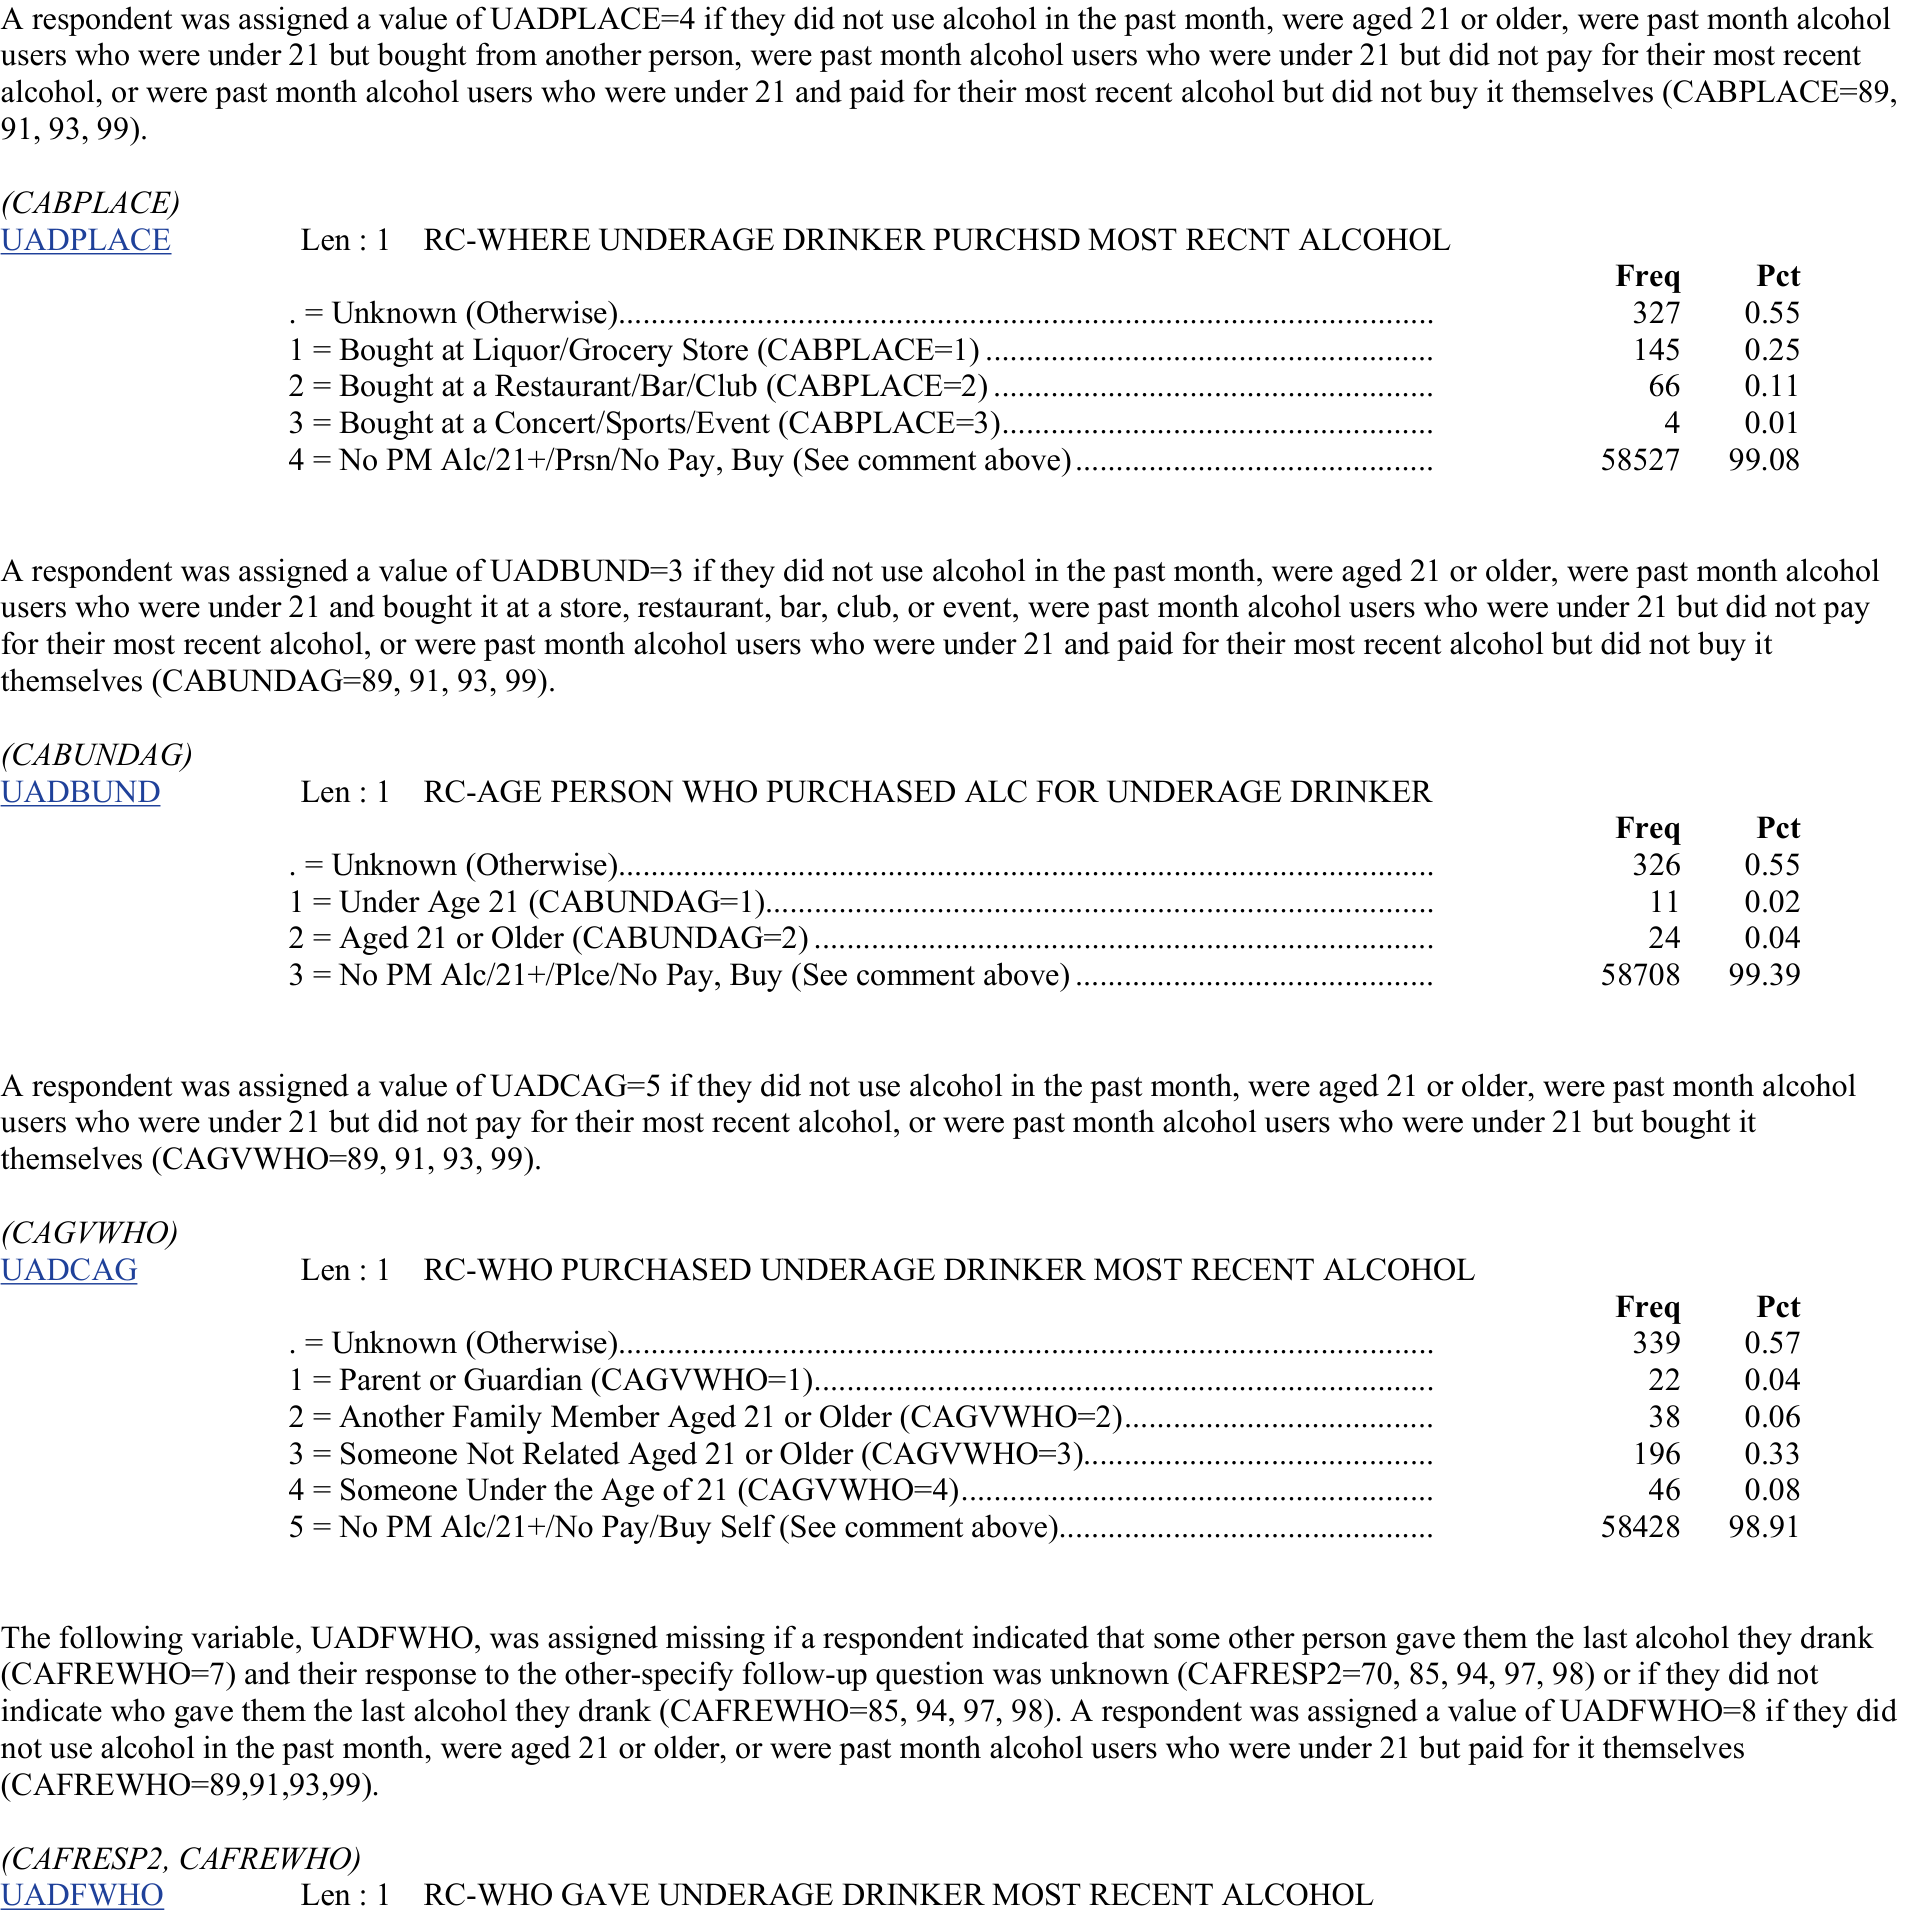 A respondent was assigned a value of UADPLACE=4 if they did not use alcohol in the past month, were aged 21 or older, were past month alcohol
users who were under 21 but bought from another person, were past month alcohol users who were under 21 but did not pay for their most recent
alcohol, or were past month alcohol users who were under 21 and paid for their most recent alcohol but did not buy it themselves (CABPLACE=89,
91, 93, 99).
(CABPLACE)
UADPLACE Len : 1 RC-WHERE UNDERAGE DRINKER PURCHSD MOST RECNT ALCOHOL
Freq Pct
. = Unknown (Otherwise)........ 327 0.55
1 = Bought at Liquor/Grocery Store (CABPLACE=1)........ 145 0.25
2 = Bought at a Restaurant/Bar/Club (CABPLACE=2)........ 66 0.11
3 = Bought at a Concert/Sports/Event (CABPLACE=3)........ 4 0.01
4 = No PM Alc/21+/Prsn/No Pay, Buy (See comment above)........ 58527 99.08
A respondent was assigned a value of UADBUND=3 if they did not use alcohol in the past month, were aged 21 or older, were past month alcohol
users who were under 21 and bought it at a store, restaurant, bar, club, or event, were past month alcohol users who were under 21 but did not pay
for their most recent alcohol, or were past month alcohol users who were under 21 and paid for their most recent alcohol but did not buy it
themselves (CABUNDAG=89, 91, 93, 99).
(CABUNDAG)
UADBUND Len : 1 RC-AGE PERSON WHO PURCHASED ALC FOR UNDERAGE DRINKER
Freq Pct
. = Unknown (Otherwise)........ 326 0.55
1 = Under Age 21 (CABUNDAG=1)........ 11 0.02
2 = Aged 21 or Older (CABUNDAG=2)........ 24 0.04
3 = No PM Alc/21+/Plce/No Pay, Buy (See comment above)........ 58708 99.39
A respondent was assigned a value of UADCAG=5 if they did not use alcohol in the past month, were aged 21 or older, were past month alcohol
users who were under 21 but did not pay for their most recent alcohol, or were past month alcohol users who were under 21 but bought it
themselves (CAGVWHO=89, 91, 93, 99).
(CAGVWHO)
UADCAG Len : 1 RC-WHO PURCHASED UNDERAGE DRINKER MOST RECENT ALCOHOL
Freq Pct
. = Unknown (Otherwise)........ 339 0.57
1 = Parent or Guardian (CAGVWHO=1)........ 22 0.04
2 = Another Family Member Aged 21 or Older (CAGVWHO=2)........ 38 0.06
3 = Someone Not Related Aged 21 or Older (CAGVWHO=3)........ 196 0.33
4 = Someone Under the Age of 21 (CAGVWHO=4)........ 46 0.08
5 = No PM Alc/21+/No Pay/Buy Self (See comment above)........ 58428 98.91
The following variable, UADFWHO, was assigned missing if a respondent indicated that some other person gave them the last alcohol they drank
(CAFREWHO=7) and their response to the other-specify follow-up question was unknown (CAFRESP2=70, 85, 94, 97, 98) or if they did not
indicate who gave them the last alcohol they drank (CAFREWHO=85, 94, 97, 98). A respondent was assigned a value of UADFWHO=8 if they did
not use alcohol in the past month, were aged 21 or older, or were past month alcohol users who were under 21 but paid for it themselves
(CAFREWHO=89,91,93,99).
(CAFRESP2, CAFREWHO)
UADFWHO Len : 1 RC-WHO GAVE UNDERAGE DRINKER MOST RECENT ALCOHOL